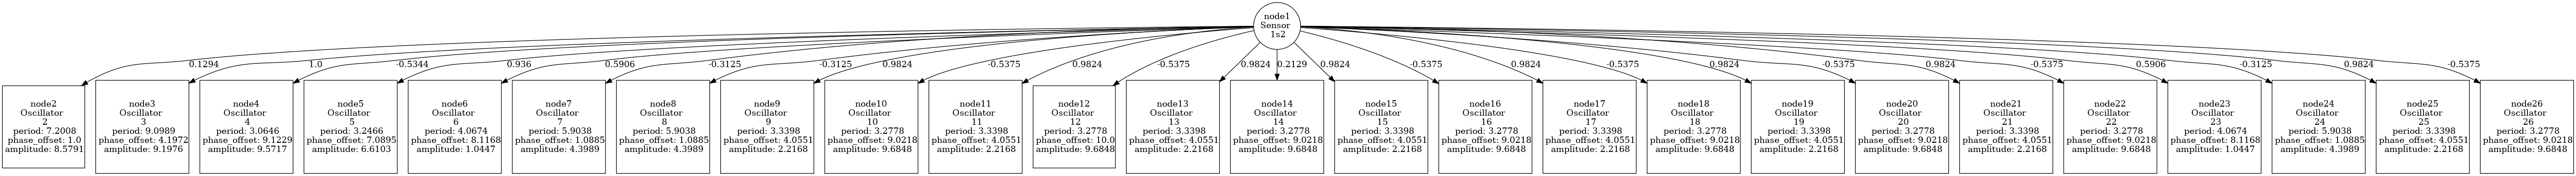 node1
Sensor
1s2
0.1294
1.0
-0.5344
0.936
0.5906
-0.3125
-0.3125
0.9824
-0.5375
0.9824
-0.5375
0.9824
0.2129
0.9824
-0.5375
0.9824
-0.5375
0.9824
-0.5375
0.9824
-0.5375
0.5906
-0.3125
0.9824
-0.5375
node2
Oscillator
2
period: 7.2008
phase_offset: 1.0
amplitude: 8.5791
node3
Oscillator
3
period: 9.0989
phase_offset: 4.1972
amplitude: 9.1976
node4
Oscillator
4
period: 3.0646
phase_offset: 9.1229
amplitude: 9.5717
node5
Oscillator
5
period: 3.2466
phase_offset: 7.0895
amplitude: 6.6103
node6
Oscillator
6
period: 4.0674
phase_offset: 8.1168
amplitude: 1.0447
node7
Oscillator
7
period: 5.9038
phase_offset: 1.0885
amplitude: 4.3989
node8
Oscillator
8
period: 5.9038
phase_offset: 1.0885
amplitude: 4.3989
node9
Oscillator
9
period: 3.3398
phase_offset: 4.0551
amplitude: 2.2168
node10
Oscillator
10
period: 3.2778
phase_offset: 9.0218
amplitude: 9.6848
node11
Oscillator
11
period: 3.3398
phase_offset: 4.0551
amplitude: 2.2168
node12
Oscillator
12
period: 3.2778
phase_offset: 10.0
amplitude: 9.6848
node13
Oscillator
13
period: 3.3398
phase_offset: 4.0551
amplitude: 2.2168
node14
Oscillator
14
period: 3.2778
phase_offset: 9.0218
amplitude: 9.6848
node15
Oscillator
15
period: 3.3398
phase_offset: 4.0551
amplitude: 2.2168
node16
Oscillator
16
period: 3.2778
phase_offset: 9.0218
amplitude: 9.6848
node17
Oscillator
17
period: 3.3398
phase_offset: 4.0551
amplitude: 2.2168
node18
Oscillator
18
period: 3.2778
phase_offset: 9.0218
amplitude: 9.6848
node19
Oscillator
19
period: 3.3398
phase_offset: 4.0551
amplitude: 2.2168
node20
Oscillator
20
period: 3.2778
phase_offset: 9.0218
amplitude: 9.6848
node21
Oscillator
21
period: 3.3398
phase_offset: 4.0551
amplitude: 2.2168
node22
Oscillator
22
period: 3.2778
phase_offset: 9.0218
amplitude: 9.6848
node23
Oscillator
23
period: 4.0674
phase_offset: 8.1168
amplitude: 1.0447
node24
Oscillator
24
period: 5.9038
phase_offset: 1.0885
amplitude: 4.3989
node25
Oscillator
25
period: 3.3398
phase_offset: 4.0551
amplitude: 2.2168
node26
Oscillator
26
period: 3.2778
phase_offset: 9.0218
amplitude: 9.6848